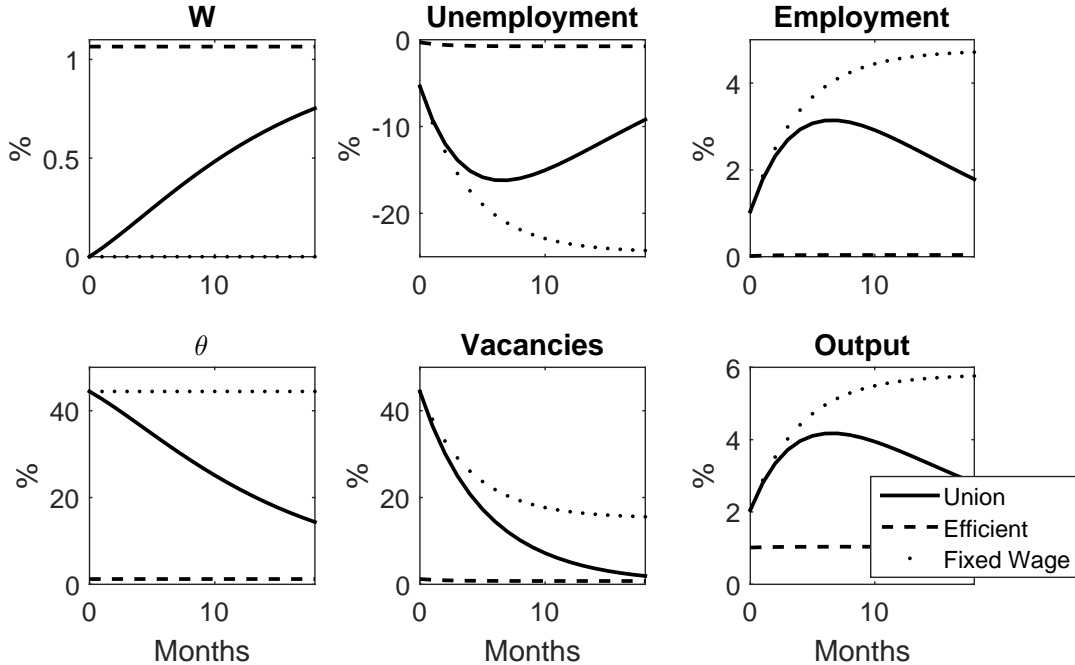 W
Unemployment
Employment
1
0.5
0
%
0 10
0
-10
-20
%
0 10
4
2
0
%
0 10
θ
Vacancies
Output
40
20
0
%
0 10
Months
40
20
0
%
0 10
Months
6
4
2
0
%
0 10
Months
Union
Efficient
Fixed Wage